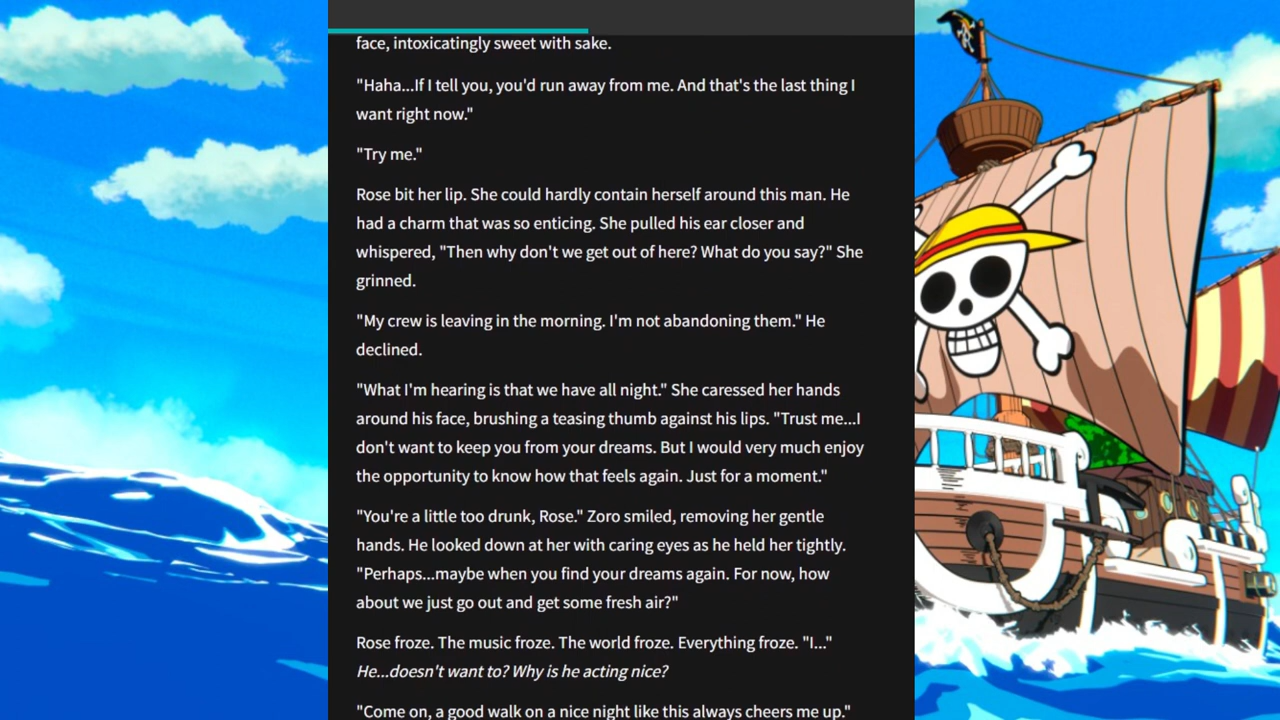 face, intoxicatingly sweet with sake.
"Haha...If I tell you, you'd run away from me. And that's the last thing I
want right now."
"Try me."
Rose bit her lip. She could hardly contain herself around this man. He
had a charm that was so enticing. She pulled his ear closer and
whispered, "Then why don't we get out of here? What do you say?" She
grinned.
"My crew is leaving in the morning. I'm not abandoning them." He
declined.
"What I'm hearing is that we have all night." She caressed her hands
around his face, brushing a teasing thumb against his lips. "Trust me...I
don't want to keep you from your dreams. But I would very much enjoy
the opportunity to know how that feels again. Just for a moment."
"You're a little too drunk, Rose." Zoro smiled, removing her gentle
hands. He looked down at her with caring eyes as he held her tightly.
"Perhaps...maybe when you find your dreams again. For now, how
about we just go out and get some fresh air?"
Rose froze. The music froze. The world froze. Everything froze. "I..."
He...doesn't want to? Why is he acting nice?
"Come on, a good walk on a nice night like this always cheers me up."